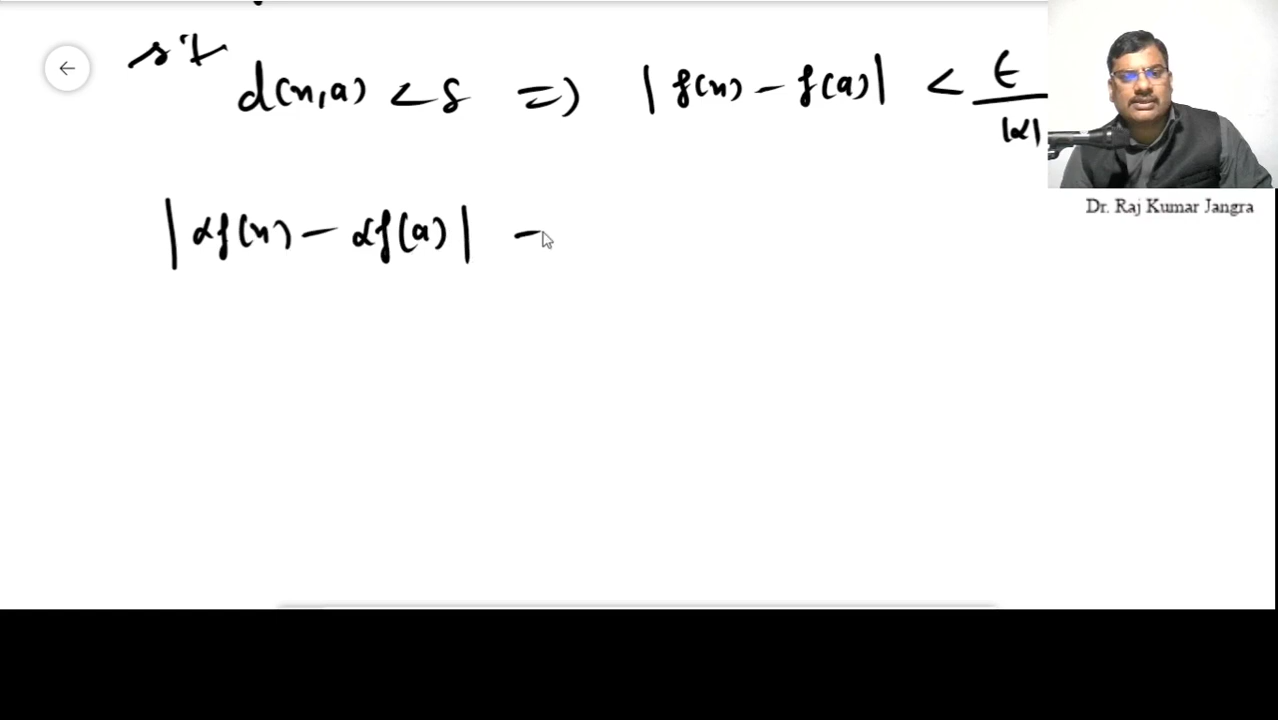 s.t
d(x,a) < δ ⇒ |f(x) - f(a)| < ε/|α|
Dr. Raj Kumar Jangra
|αf(x) - αf(a)| -